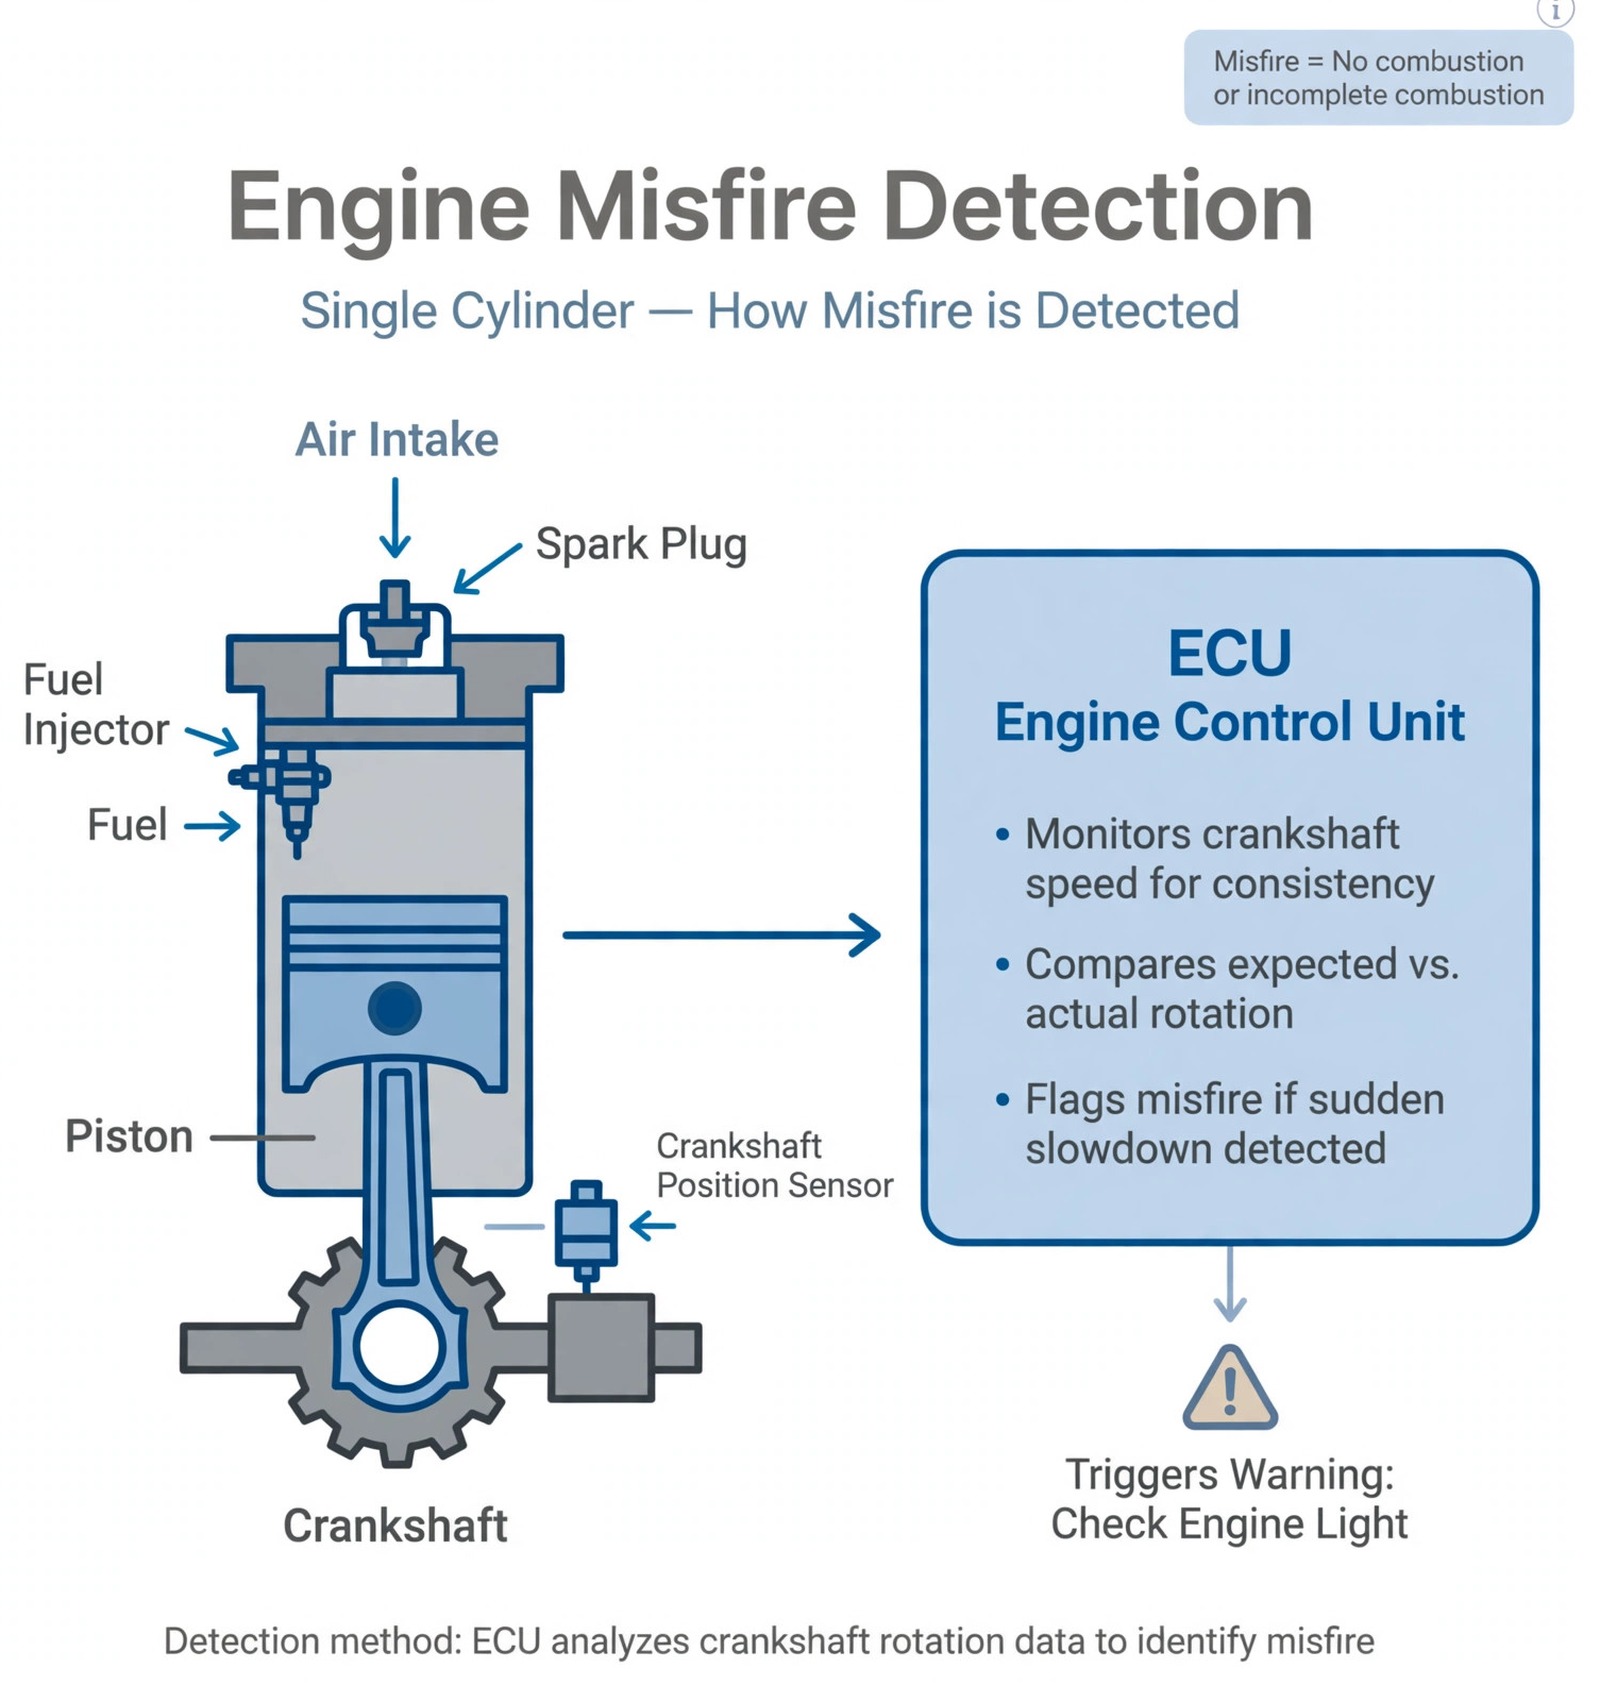 i
Misfire = No combustion
or incomplete combustion
Engine Misfire Detection
Single Cylinder — How Misfire is Detected
Air Intake
Spark Plug
Fuel
Injector
Fuel
Piston
Crankshaft
Position Sensor
Crankshaft
ECU
Engine Control Unit
• Monitors crankshaft
speed for consistency
• Compares expected vs.
actual rotation
• Flags misfire if sudden
slowdown detected
!
Triggers Warning:
Check Engine Light
Detection method: ECU analyzes crankshaft rotation data to identify misfire